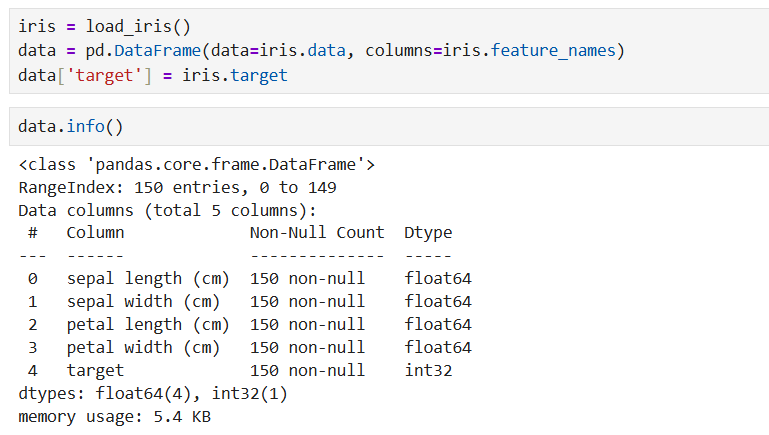 iris = load_iris()
data = pd.DataFrame(data=iris.data, columns=iris.feature_names)
data['target'] = iris.target
data.info()
<class 'pandas.core.frame.DataFrame'>
RangeIndex: 150 entries, 0 to 149
Data columns (total 5 columns):
 #   Column             Non-Null Count  Dtype
---  ------             --------------  -----
 0   sepal length (cm)  150 non-null    float64
 1   sepal width (cm)   150 non-null    float64
 2   petal length (cm)  150 non-null    float64
 3   petal width (cm)   150 non-null    float64
 4   target             150 non-null    int32
dtypes: float64(4), int32(1)
memory usage: 5.4 KB